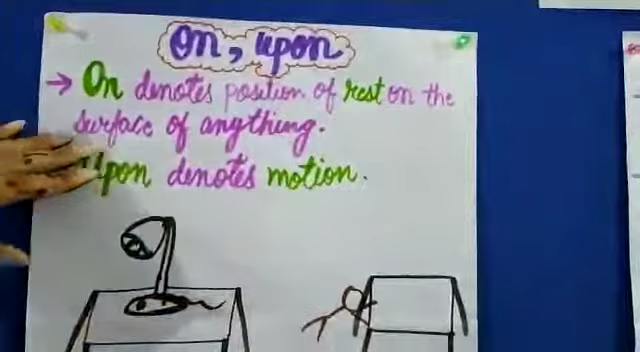 On, upon
→ On denotes position of rest on the
surface of anything.
Upon denotes motion.